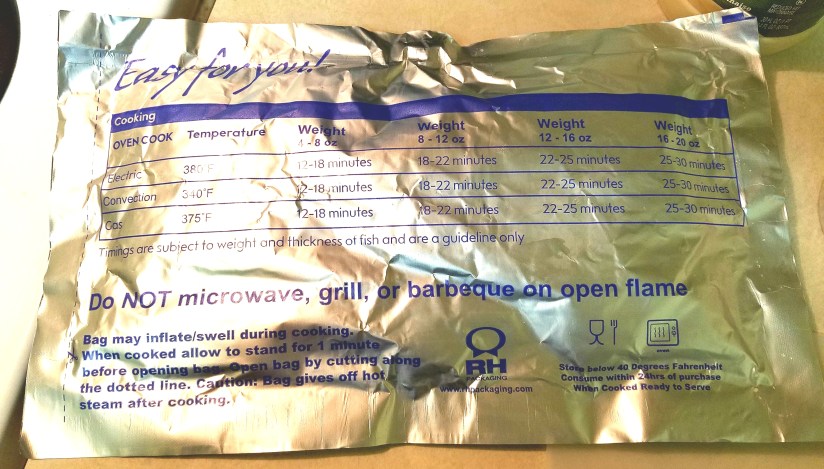 Easy for you!
Cooking
OVEN COOK Temperature Weight 4 - 8 oz Weight 8 - 12 oz Weight 12 - 16 oz Weight 16 - 20 oz
Electric 380°F 12-18 minutes 18-22 minutes 22-25 minutes 25-30 minutes
Convection 340°F 12-18 minutes 18-22 minutes 22-25 minutes 25-30 minutes
Gas 375°F 12-18 minutes 18-22 minutes 22-25 minutes 25-30 minutes
Timings are subject to weight and thickness of fish and are a guideline only
Do NOT microwave, grill, or barbeque on open flame
Bag may inflate/swell during cooking.
When cooked allow to stand for 1 minute
before opening bag. Open bag by cutting along
the dotted line. Caution: Bag gives off hot
steam after cooking.
RH
PACKAGING
www.rhpackaging.com
Store below 40 Degrees Fahrenheit
Consume within 24hrs of purchase
When Cooked Ready to Serve